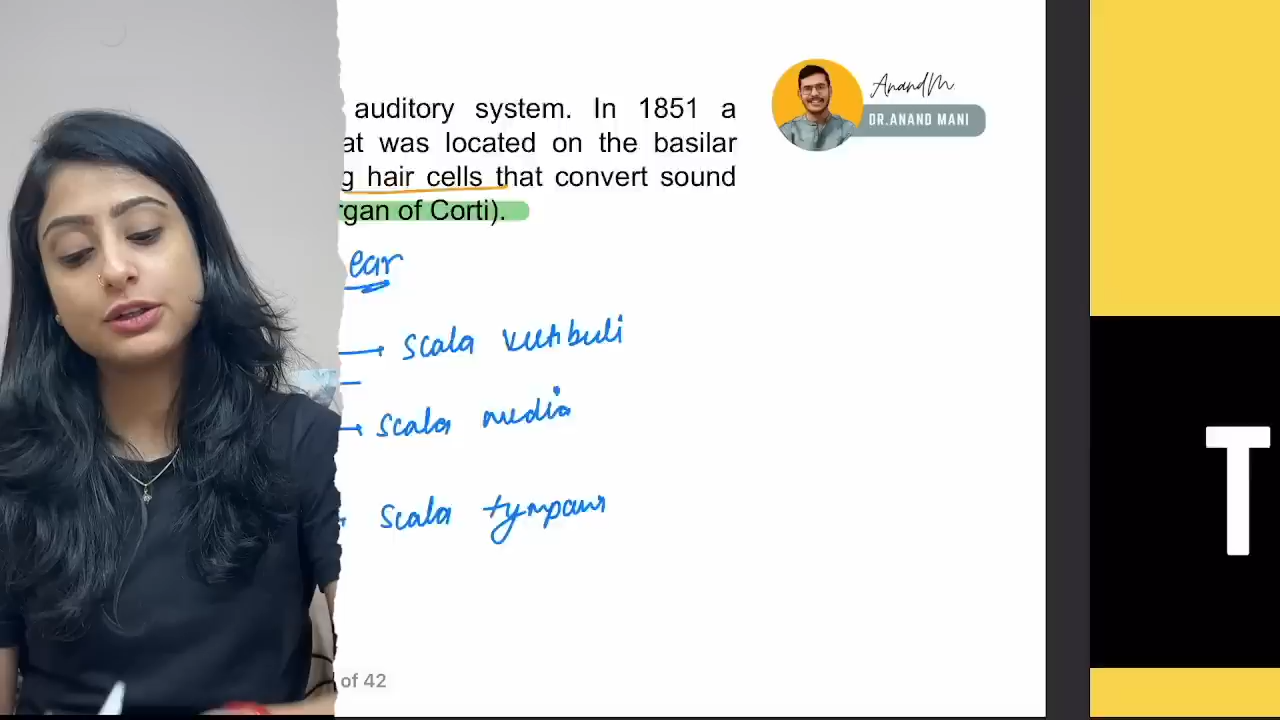 auditory system. In 1851 a
at was located on the basilar
g hair cells that convert sound
rgan of Corti).
AnandM
DR.ANAND MANI
ear
scala vestibuli
scala media
scala tympani
of 42
T